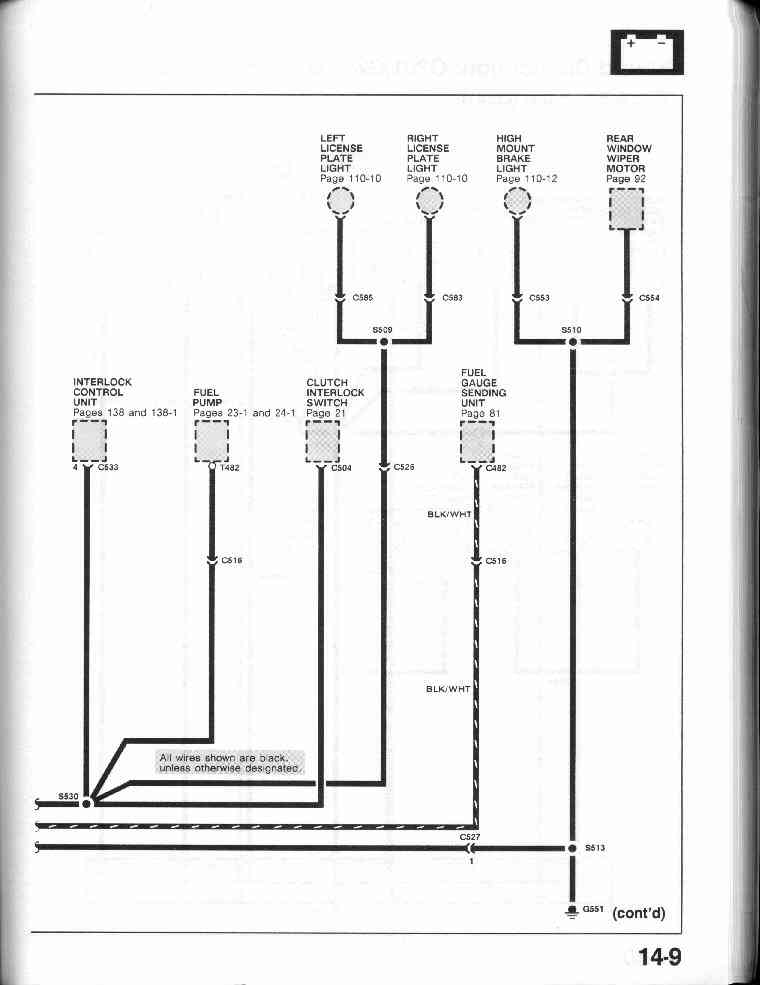 + −
LEFT
LICENSE
PLATE
LIGHT
Page 110-10
RIGHT
LICENSE
PLATE
LIGHT
Page 110-10
HIGH
MOUNT
BRAKE
LIGHT
Page 110-12
REAR
WINDOW
WIPER
MOTOR
Page 92
C585
C583
C553
C554
S509
S510
INTERLOCK
CONTROL
UNIT
Pages 138 and 138-1
FUEL
PUMP
Pages 23-1 and 24-1
CLUTCH
INTERLOCK
SWITCH
Page 21
FUEL
GAUGE
SENDING
UNIT
Page 81
4 C533
T482
C504
C526
C482
BLK/WHT
C516
C516
BLK/WHT
All wires shown are black,
unless otherwise designated.
S530
C527
1
S513
G551
(cont'd)
14-9